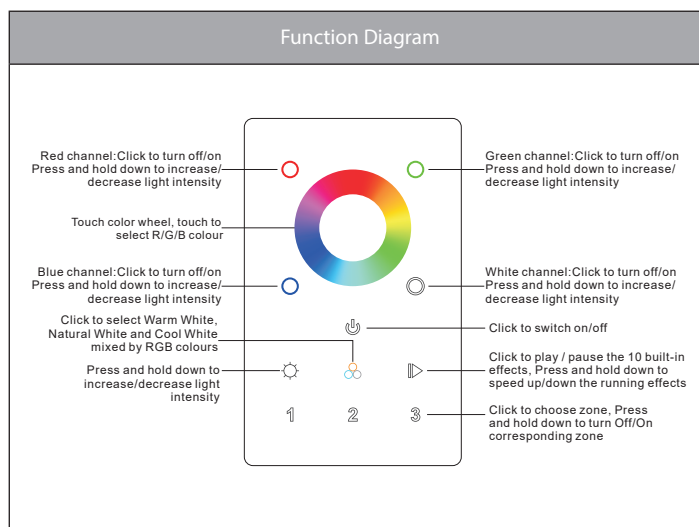 Function Diagram
Red channel:Click to turn off/on
Press and hold down to increase/
decrease light intensity
Green channel:Click to turn off/on
Press and hold down to increase/
decrease light intensity
Touch color wheel, touch to
select R/G/B colour
Blue channel:Click to turn off/on
Press and hold down to increase/
decrease light intensity
White channel:Click to turn off/on
Press and hold down to increase/
decrease light intensity
Click to select Warm White,
Natural White and Cool White
mixed by RGB colours
Click to switch on/off
Press and hold down to
increase/decrease light
intensity
Click to play / pause the 10 built-in
effects, Press and hold down to
speed up/down the running effects
1 2 3
Click to choose zone, Press
and hold down to turn Off/On
corresponding zone